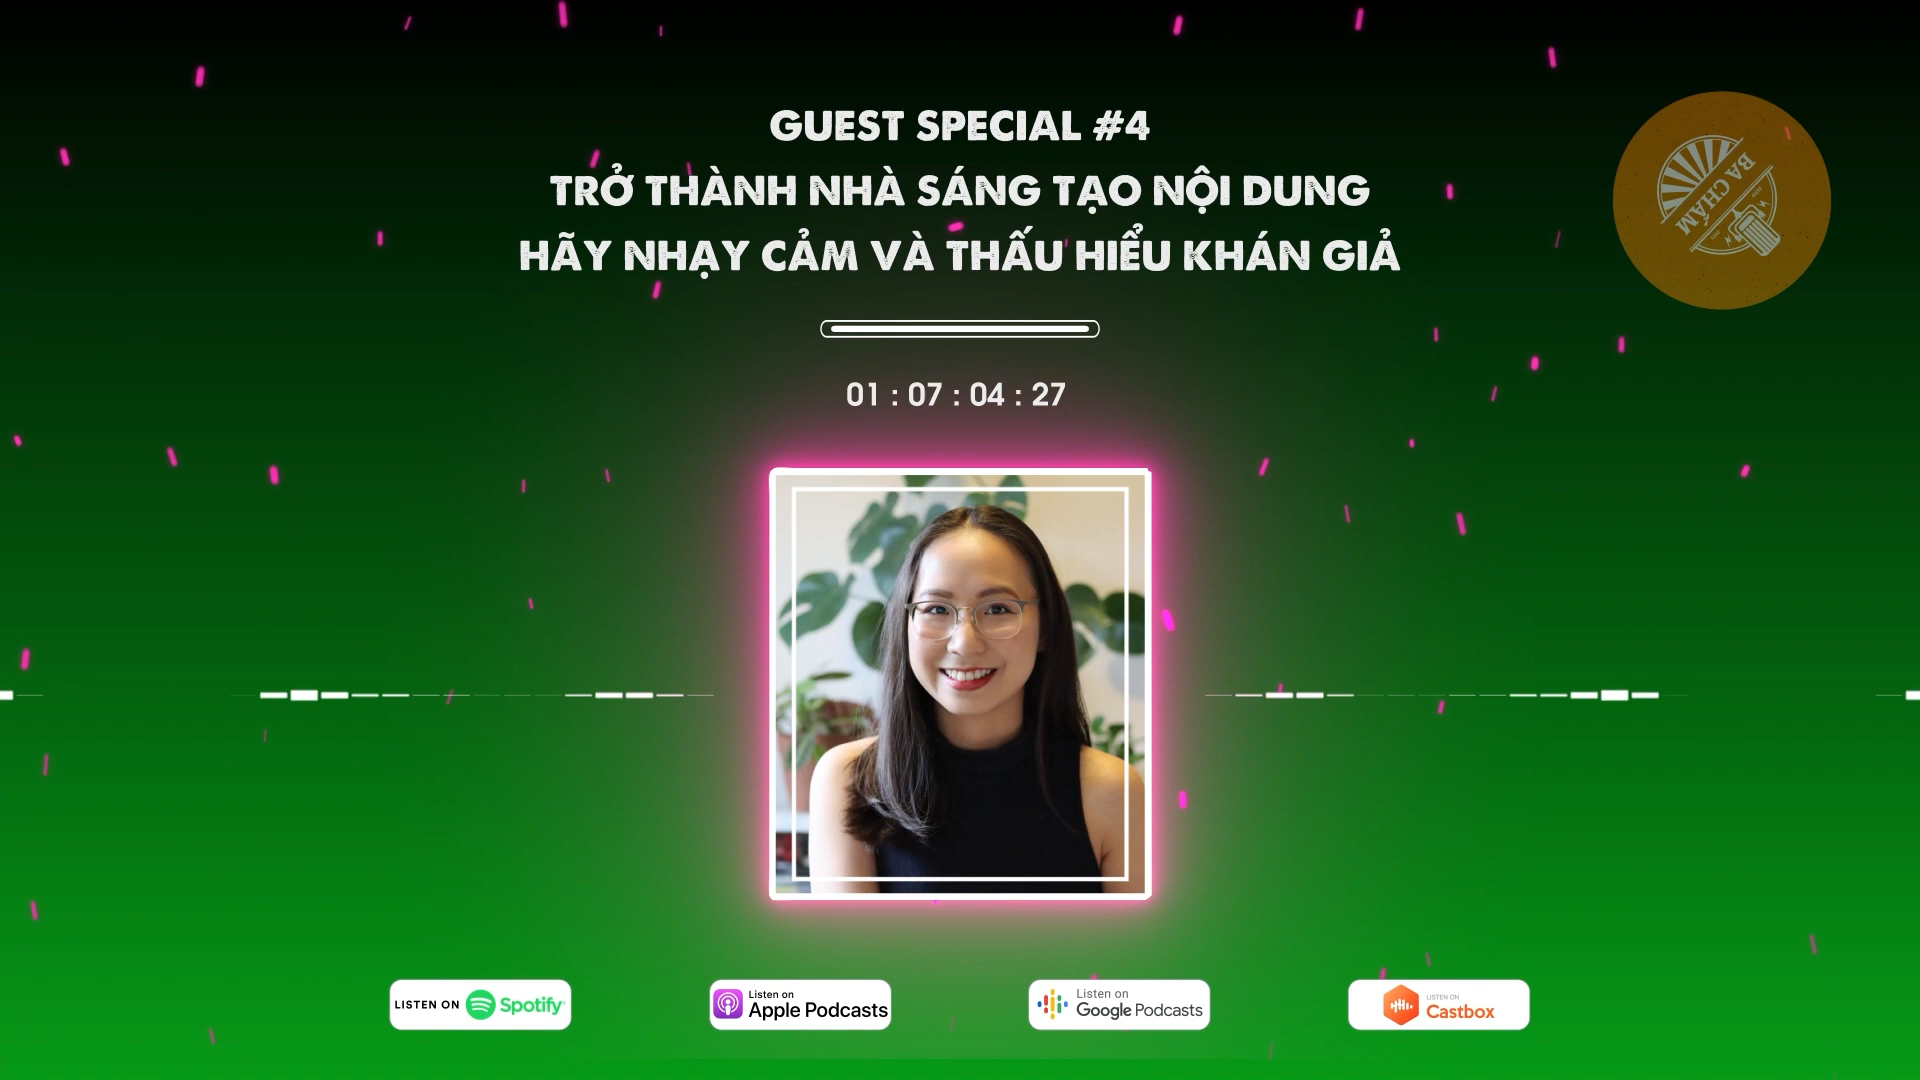 GUEST SPECIAL #4
TRỞ THÀNH NHÀ SÁNG TẠO NỘI DUNG
HÃY NHẠY CẢM VÀ THẤU HIỂU KHÁN GIẢ
BA CHẤM
01 : 07 : 04 : 27
LISTEN ON Spotify
Listen on
Apple Podcasts
Listen on
Google Podcasts
LISTEN ON
Castbox